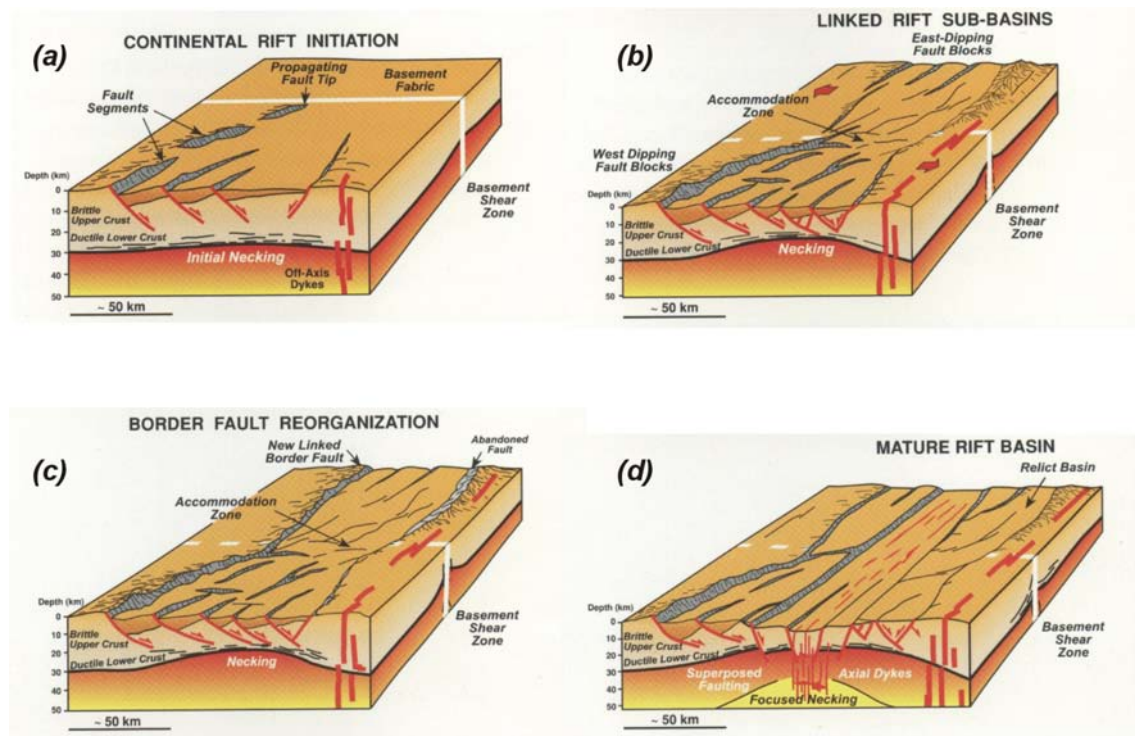 (a)
CONTINENTAL RIFT INITIATION
Propagating
Fault Tip
Basement
Fabric
Fault
Segments
Depth (km)
0
10
20
30
40
50
Brittle
Upper Crust
Ductile Lower Crust
Initial Necking
Off-Axis
Dykes
Basement
Shear
Zone
~ 50 km
(b)
LINKED RIFT SUB-BASINS
East-Dipping
Fault Blocks
Accommodation
Zone
West Dipping
Fault Blocks
Depth (km)
0
10
20
30
40
50
Brittle
Upper Crust
Ductile Lower Crust
Necking
Basement
Shear
Zone
~ 50 km
(c)
BORDER FAULT REORGANIZATION
New Linked
Border Fault
Abandoned
Fault
Accommodation
Zone
Depth (km)
0
10
20
30
40
50
Brittle
Upper Crust
Ductile Lower Crust
Necking
Basement
Shear
Zone
~ 50 km
(d)
MATURE RIFT BASIN
Relict Basin
Depth (km)
0
10
20
30
40
50
Brittle
Upper Crust
Ductile Lower Crust
Superposed
Faulting
Axial Dykes
Focused Necking
Basement
Shear
Zone
~ 50 km